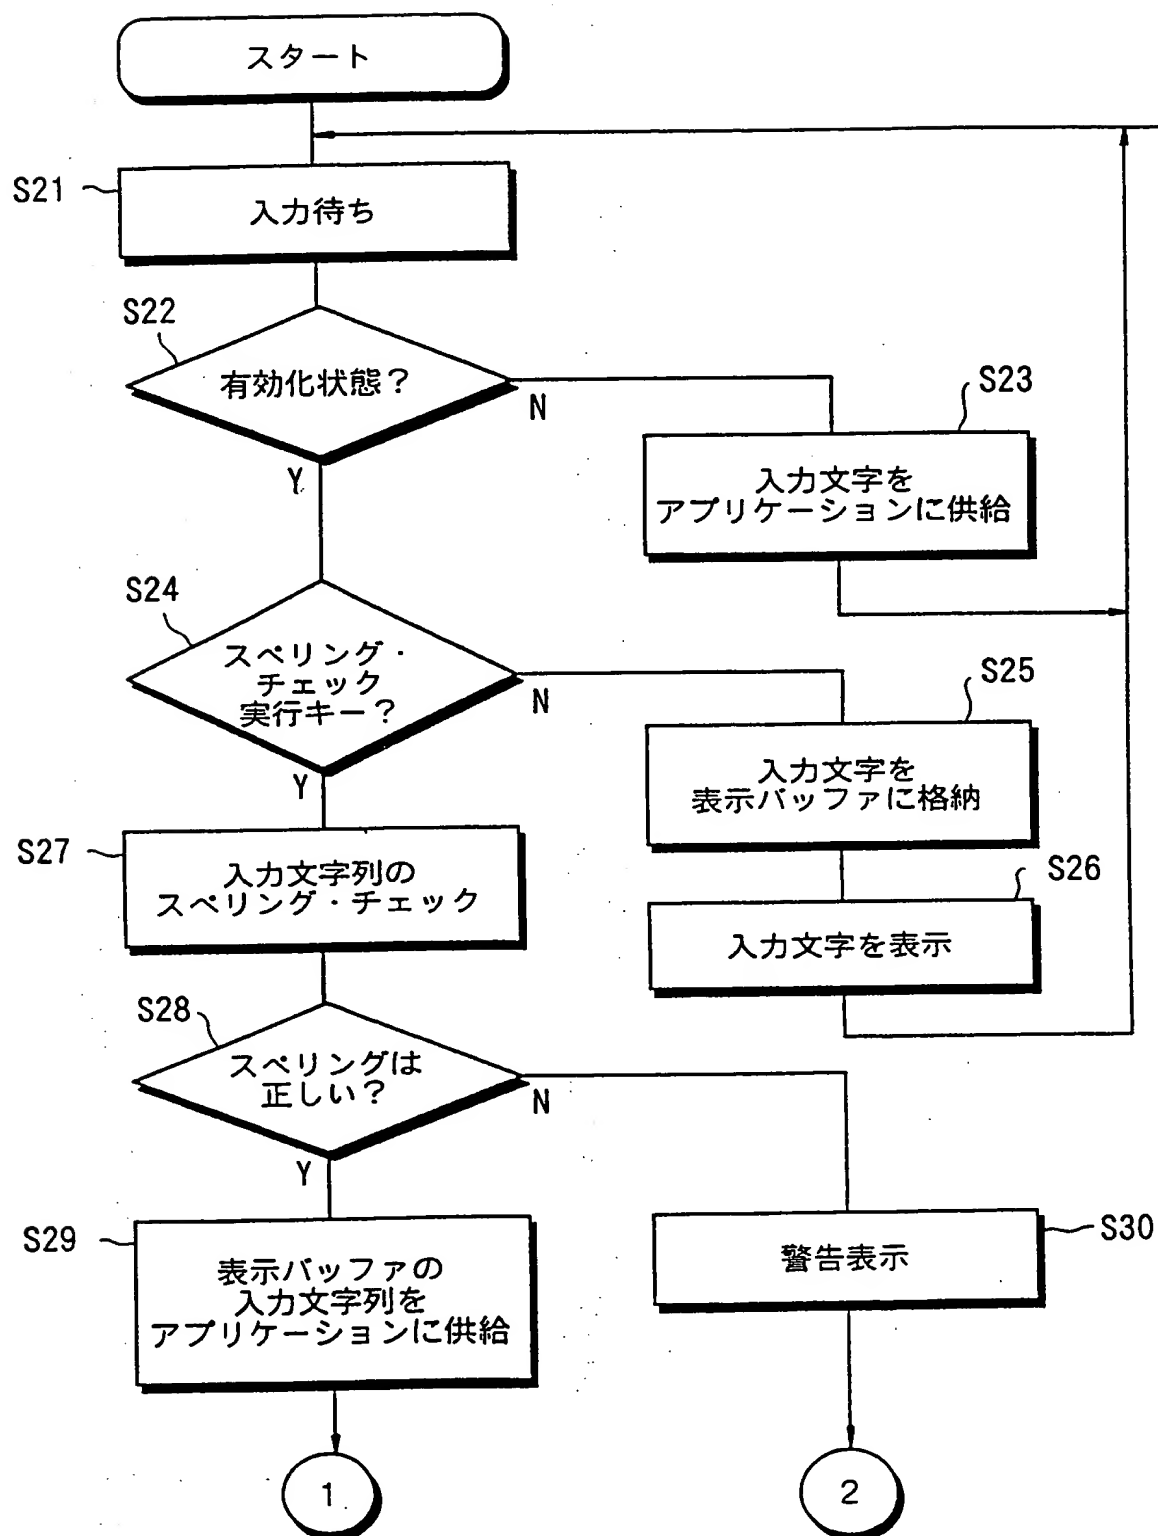 スタート
S21
入力待ち
S22
有効化状態?
N
Y
S23
入力文字を
アプリケーションに供給
S24
スペリング・
チェック
実行キー?
N
Y
S25
入力文字を
表示バッファに格納
S26
入力文字を表示
S27
入力文字列の
スペリング・チェック
S28
スペリングは
正しい?
N
Y
S29
表示バッファの
入力文字列を
アプリケーションに供給
S30
警告表示
1
2